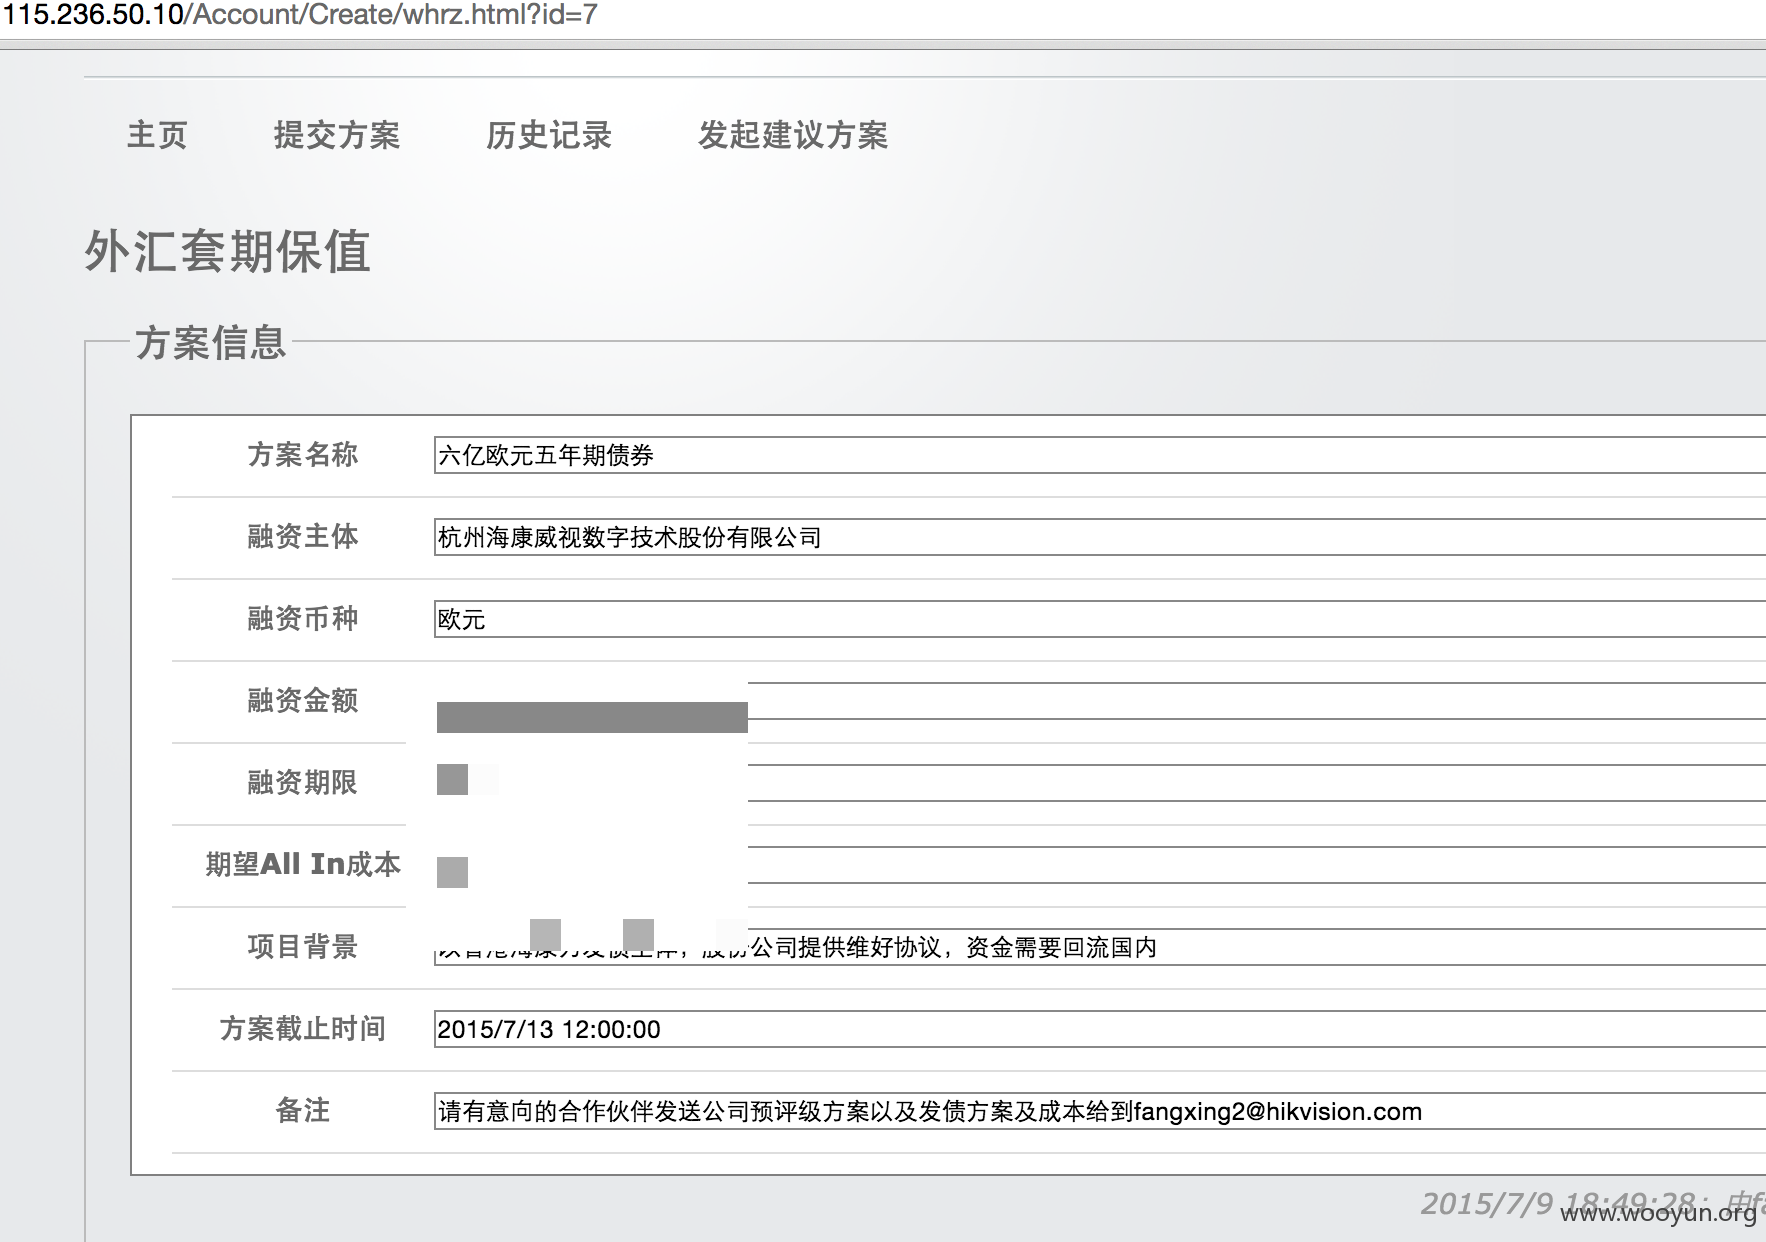 115.236.50.10/Account/Create/whrz.html?id=7
主页 提交方案 历史记录 发起建议方案
外汇套期保值
方案信息
方案名称 六亿欧元五年期债券
融资主体 杭州海康威视数字技术股份有限公司
融资币种 欧元
融资金额
融资期限
期望All In成本
项目背景 公司提供维好协议，资金需要回流国内
方案截止时间 2015/7/13 12:00:00
备注 请有意向的合作伙伴发送公司预评级方案以及发债方案及成本给到fangxing2@hikvision.com
2015/7/9 18:49:28：由fa
www.wooyun.org